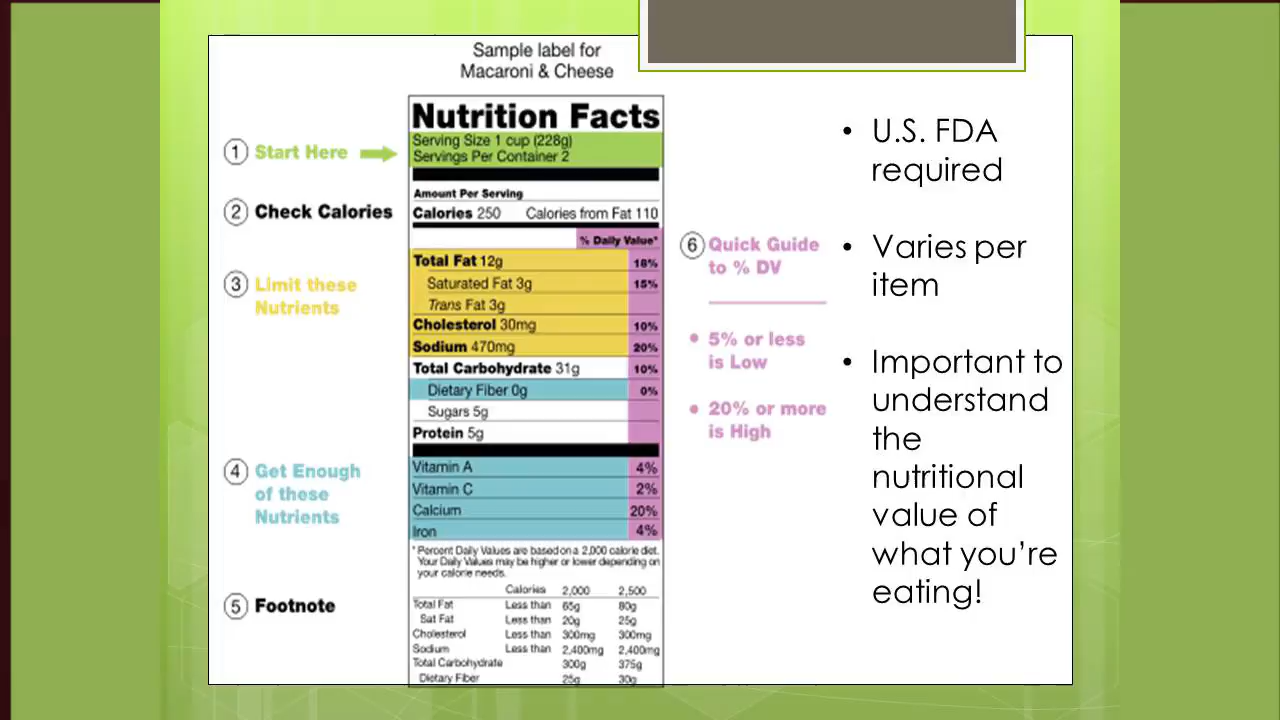 Sample label for
Macaroni & Cheese
Nutrition Facts
Serving Size 1 cup (228g)
Servings Per Container 2
Amount Per Serving
Calories 250 Calories from Fat 110
% Daily Value*
Total Fat 12g 18%
Saturated Fat 3g 15%
Trans Fat 3g
Cholesterol 30mg 10%
Sodium 470mg 20%
Total Carbohydrate 31g 10%
Dietary Fiber 0g 0%
Sugars 5g
Protein 5g
Vitamin A 4%
Vitamin C 2%
Calcium 20%
Iron 4%
* Percent Daily Values are based on a 2,000 calorie diet.
Your Daily Values may be higher or lower depending on
your calorie needs.
Calories 2,000 2,500
Total Fat Less than 65g 80g
Sat Fat Less than 20g 25g
Cholesterol Less than 300mg 300mg
Sodium Less than 2,400mg 2,400mg
Total Carbohydrate 300g 375g
Dietary Fiber 25g 30g
1 Start Here
2 Check Calories
3 Limit these
Nutrients
4 Get Enough
of these
Nutrients
5 Footnote
6 Quick Guide
to % DV
• 5% or less
is Low
• 20% or more
is High
• U.S. FDA
required
• Varies per
item
• Important to
understand
the
nutritional
value of
what you're
eating!